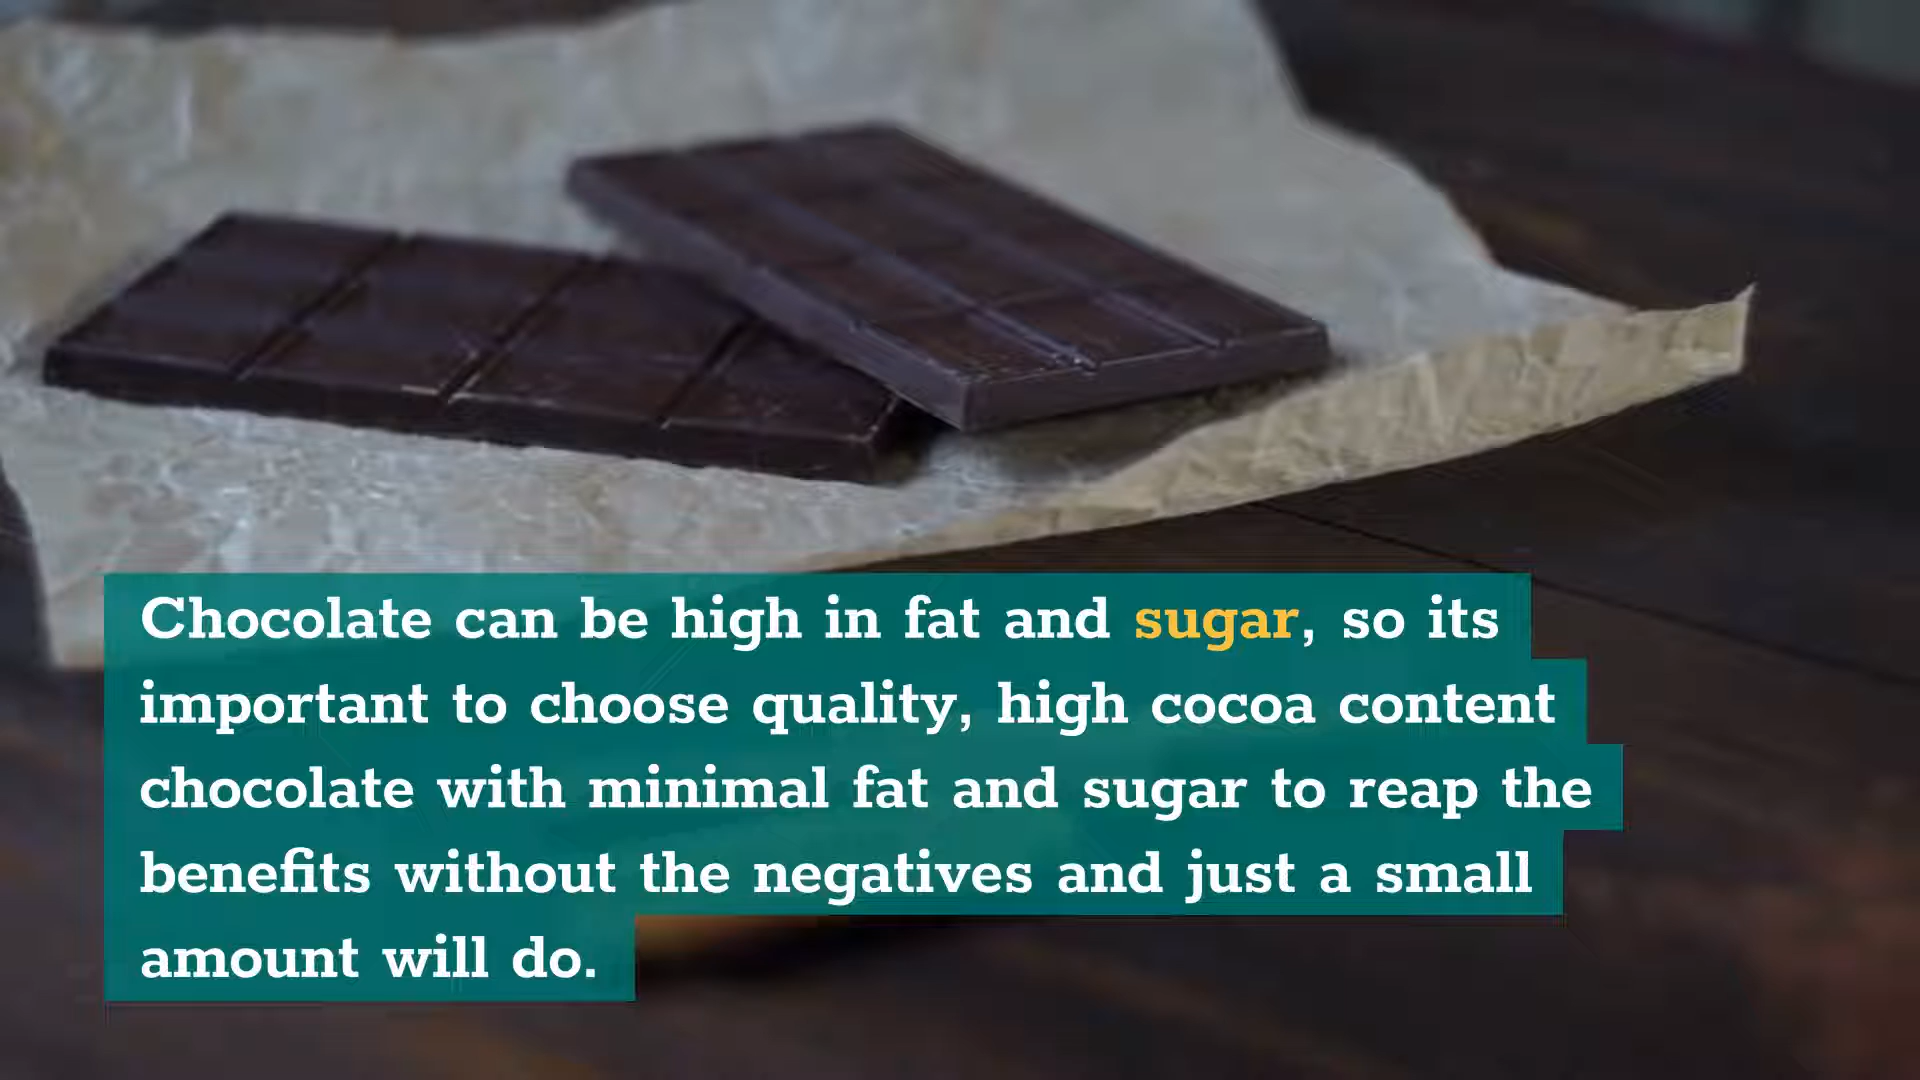 Chocolate can be high in fat and sugar, so its
important to choose quality, high cocoa content
chocolate with minimal fat and sugar to reap the
benefits without the negatives and just a small
amount will do.